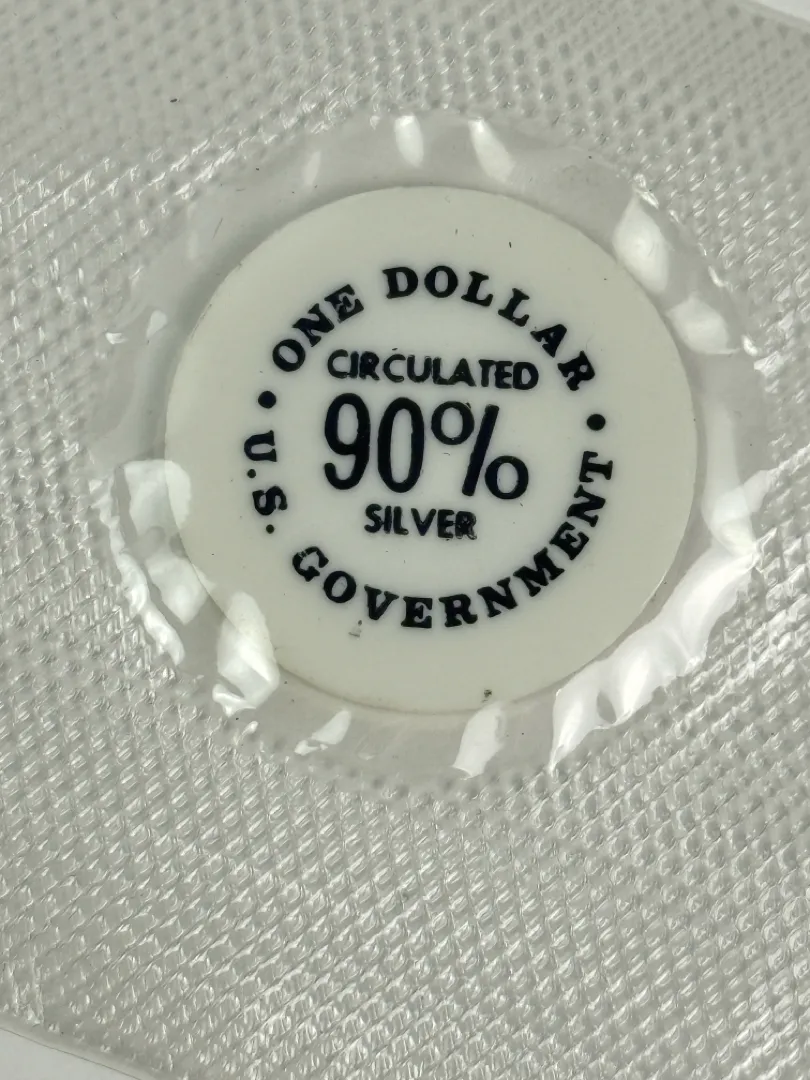 • ONE DOLLAR •
CIRCULATED
90%
SILVER
U.S. GOVERNMENT